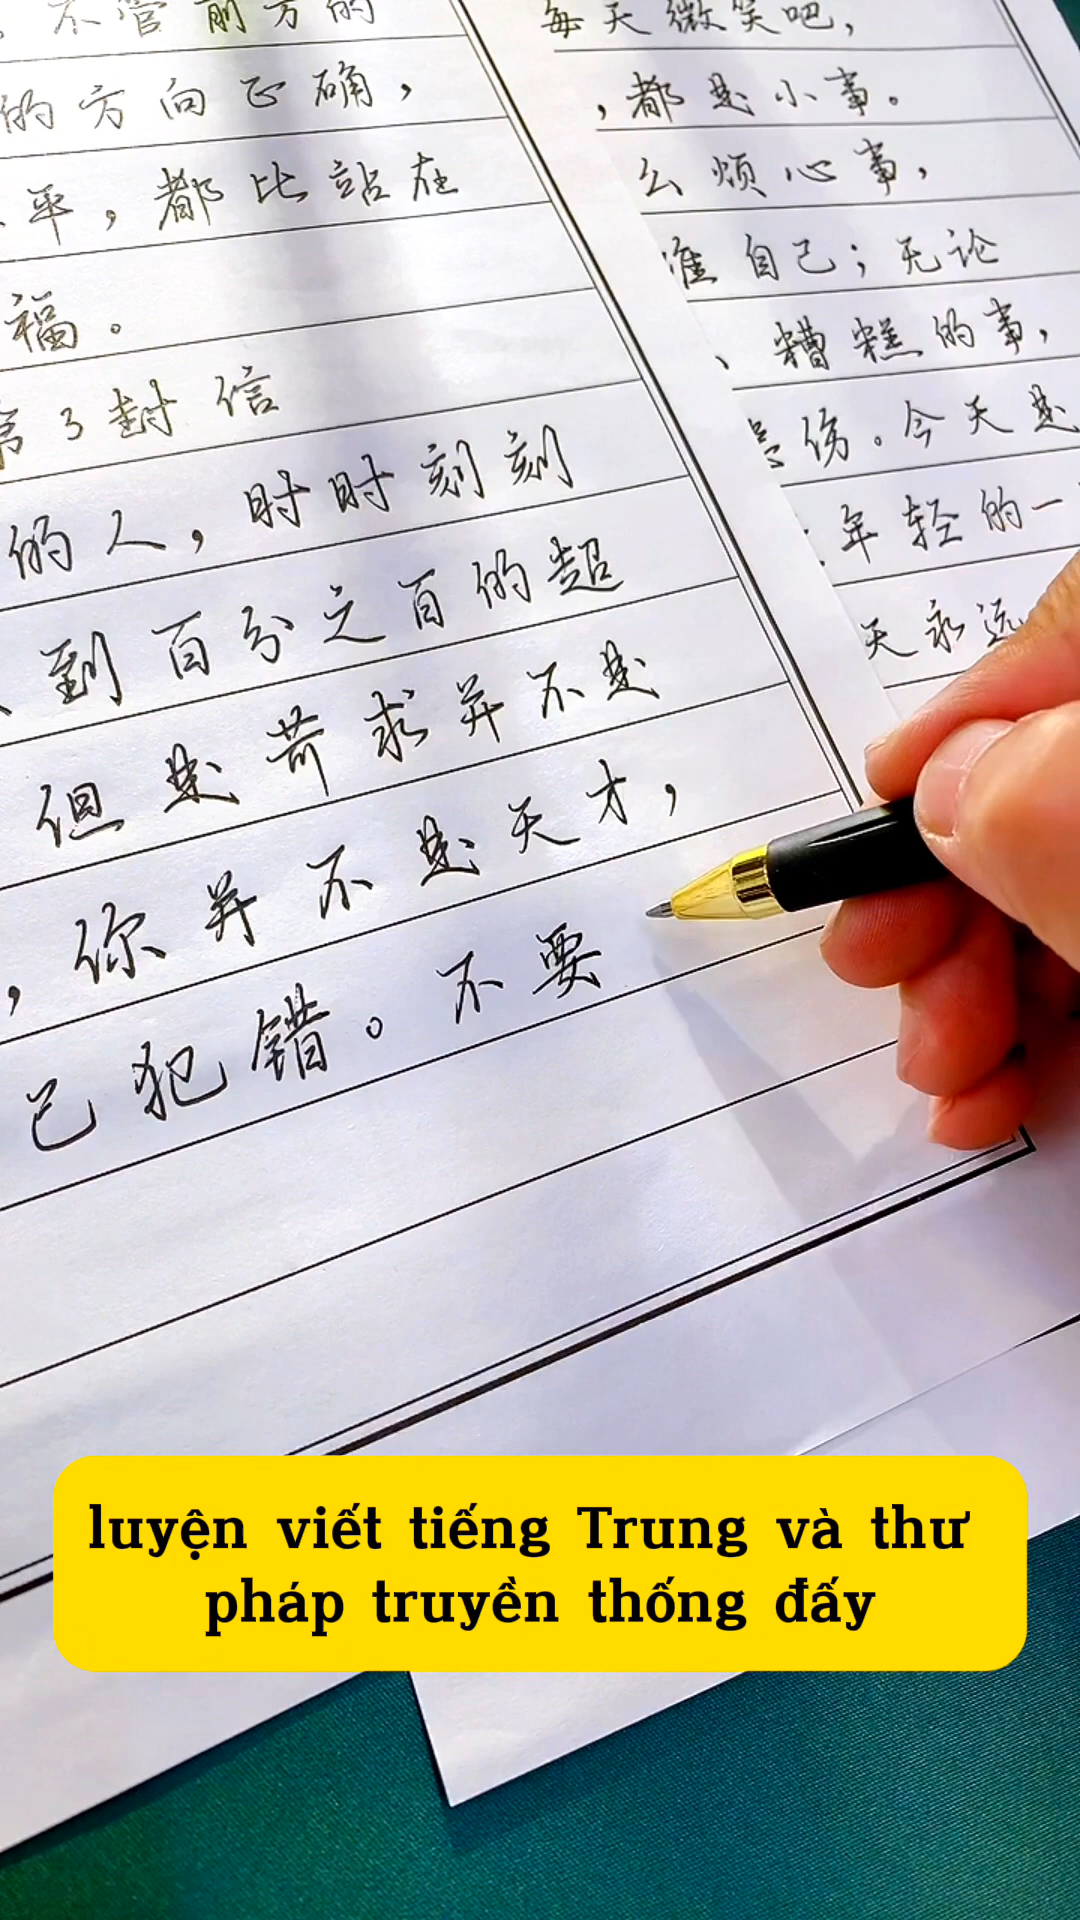 不管前方的
的方向正确，
平，都比站在
福。
第3封信
的人，时时刻刻
到百分之百的超
但是苛求并不是
，你并不是天才，
己犯错。不要
每天微笑吧，
，都是小事。
么烦心事，
难自己；无论
、糟糕的事，
伤。今天是
年轻的一
天永远
luyện viết tiếng Trung và thư
pháp truyền thống đấy